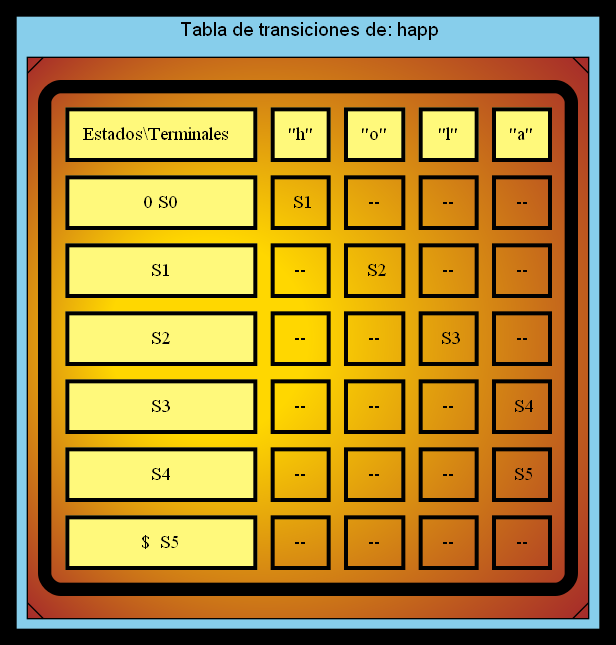 Tabla de transiciones de: happ
Estados\Terminales "h" "o" "l" "a"
0 S0 S1 -- -- --
S1 -- S2 -- --
S2 -- -- S3 --
S3 -- -- -- S4
S4 -- -- -- S5
$ S5 -- -- -- --